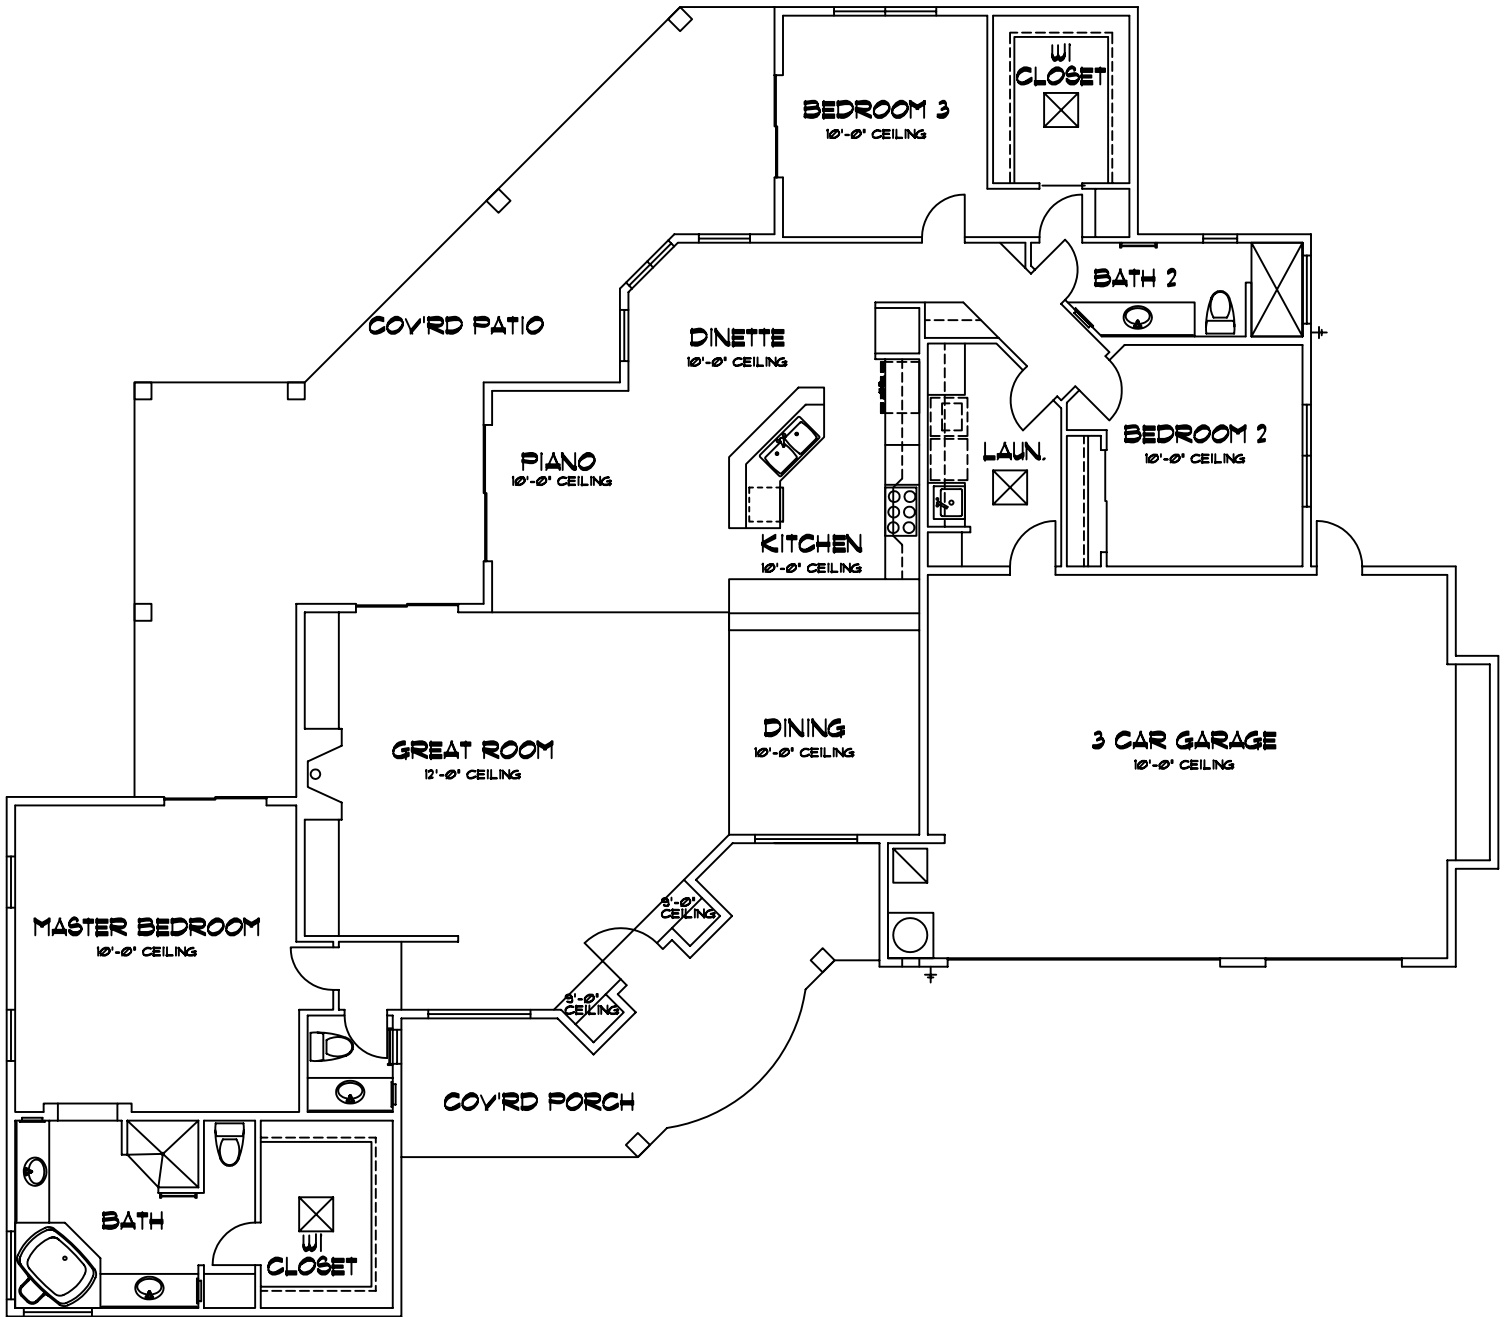 WI
CLOSET
BEDROOM 3
10'-0" CEILING
BATH 2
COV'RD PATIO
DINETTE
10'-0" CEILING
BEDROOM 2
10'-0" CEILING
LAUN.
PIANO
10'-0" CEILING
KITCHEN
10'-0" CEILING
DINING
10'-0" CEILING
3 CAR GARAGE
10'-0" CEILING
GREAT ROOM
12'-0" CEILING
9'-0"
CEILING
MASTER BEDROOM
10'-0" CEILING
9'-0"
CEILING
COV'RD PORCH
BATH
WI
CLOSET